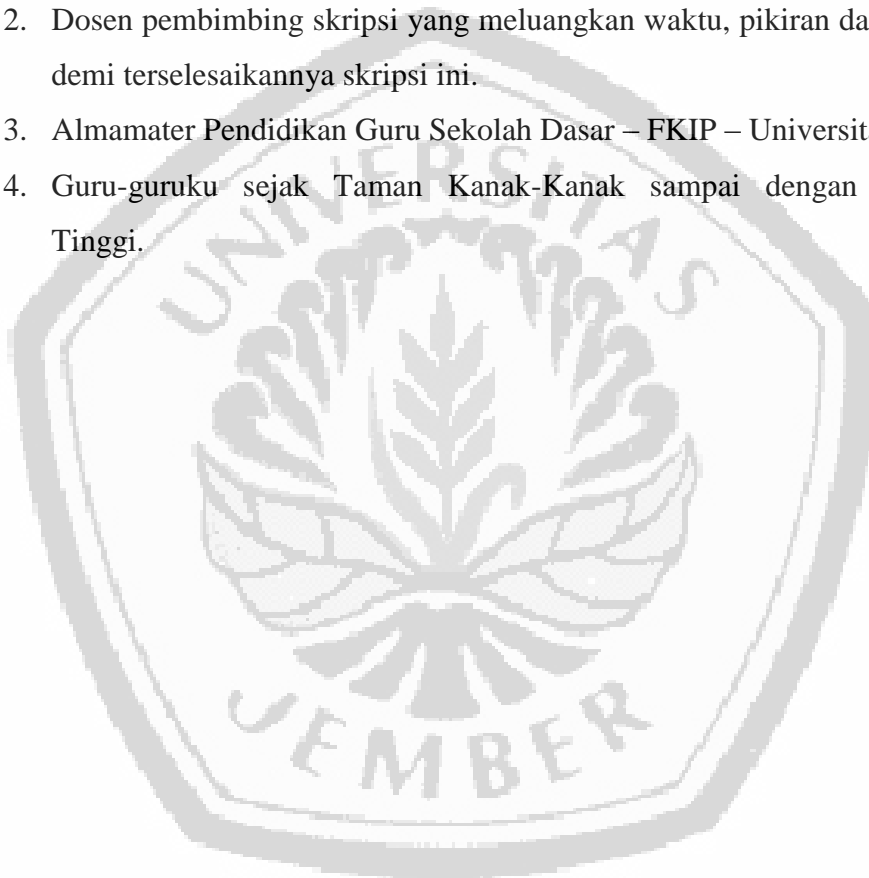 2. Dosen pembimbing skripsi yang meluangkan waktu, pikiran da
demi terselesaikannya skripsi ini.
3. Almamater Pendidikan Guru Sekolah Dasar – FKIP – Universit
4. Guru-guruku sejak Taman Kanak-Kanak sampai dengan
Tinggi.
UNIVERSITAS
JEMBER